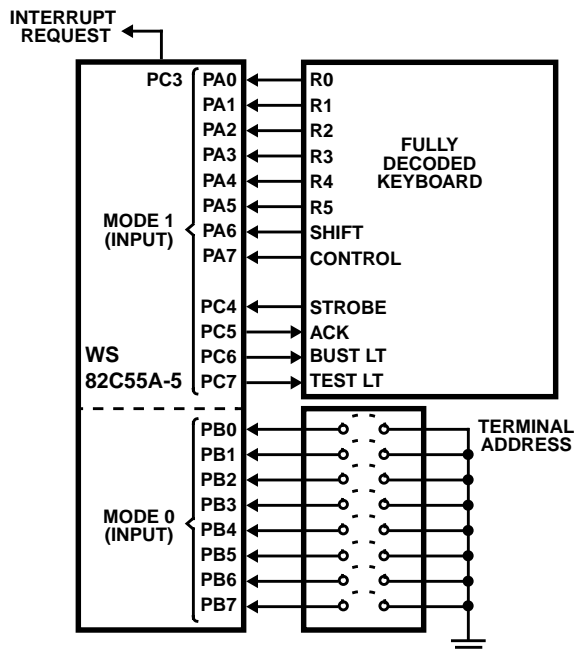 INTERRUPT
REQUEST
PC3 PA0 R0
PA1 R1
PA2 R2
PA3 R3
PA4 R4
PA5 R5
PA6 SHIFT
PA7 CONTROL
FULLY
DECODED
KEYBOARD
MODE 1
(INPUT)
PC4 STROBE
PC5 ACK
PC6 BUST LT
PC7 TEST LT
WS
82C55A-5
PB0
PB1
PB2
PB3
PB4
PB5
PB6
PB7
MODE 0
(INPUT)
TERMINAL
ADDRESS